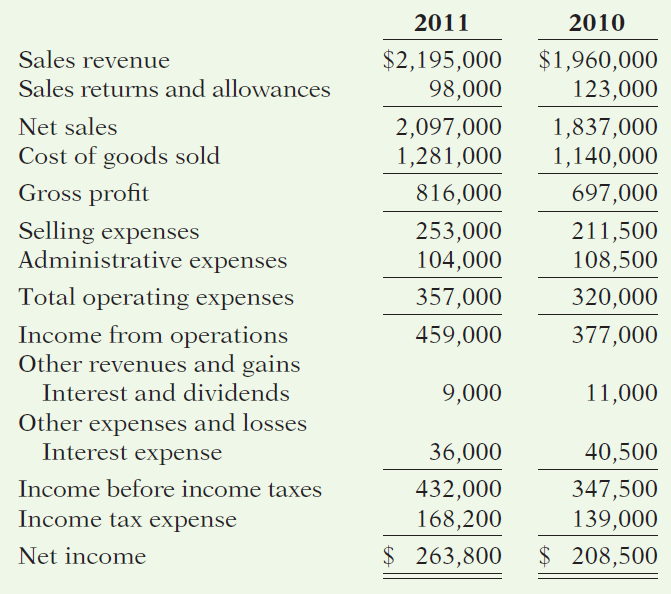 2011 2010
Sales revenue $2,195,000 $1,960,000
Sales returns and allowances 98,000 123,000
Net sales 2,097,000 1,837,000
Cost of goods sold 1,281,000 1,140,000
Gross profit 816,000 697,000
Selling expenses 253,000 211,500
Administrative expenses 104,000 108,500
Total operating expenses 357,000 320,000
Income from operations 459,000 377,000
Other revenues and gains
Interest and dividends 9,000 11,000
Other expenses and losses
Interest expense 36,000 40,500
Income before income taxes 432,000 347,500
Income tax expense 168,200 139,000
Net income $ 263,800 $ 208,500